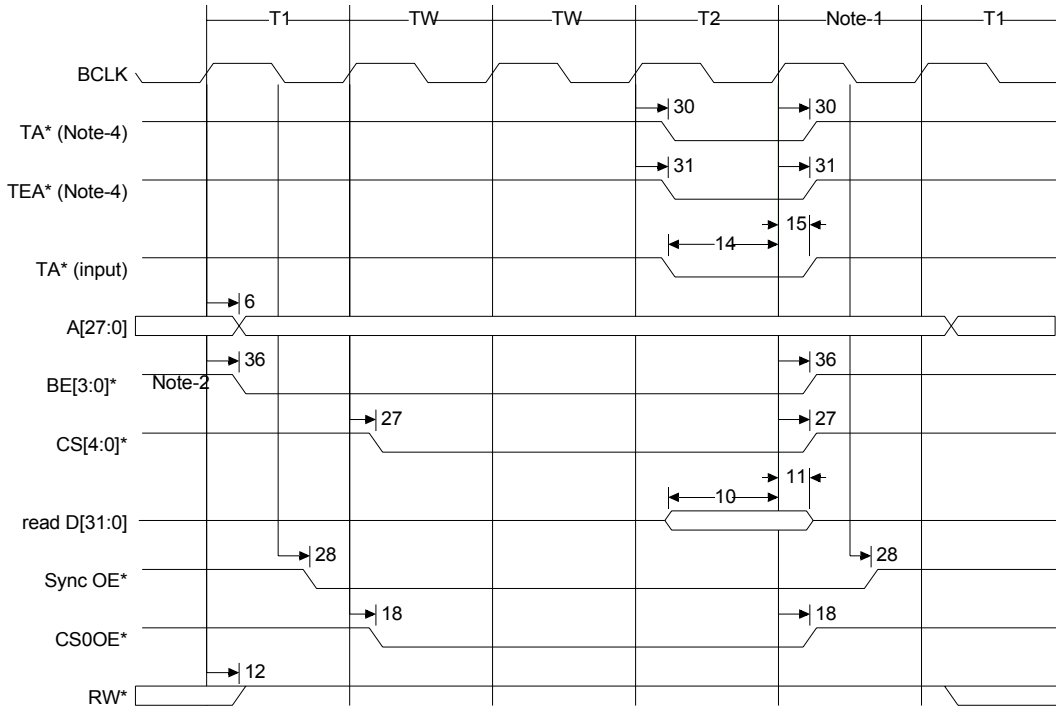 T1 TW TW T2 Note-1 T1
BCLK
30 30
TA* (Note-4)
31 31
TEA* (Note-4)
15
14
TA* (input)
6
A[27:0]
36 36
BE[3:0]* Note-2
27 27
CS[4:0]*
11
10
read D[31:0]
28 28
Sync OE*
18 18
CS0OE*
12
RW*